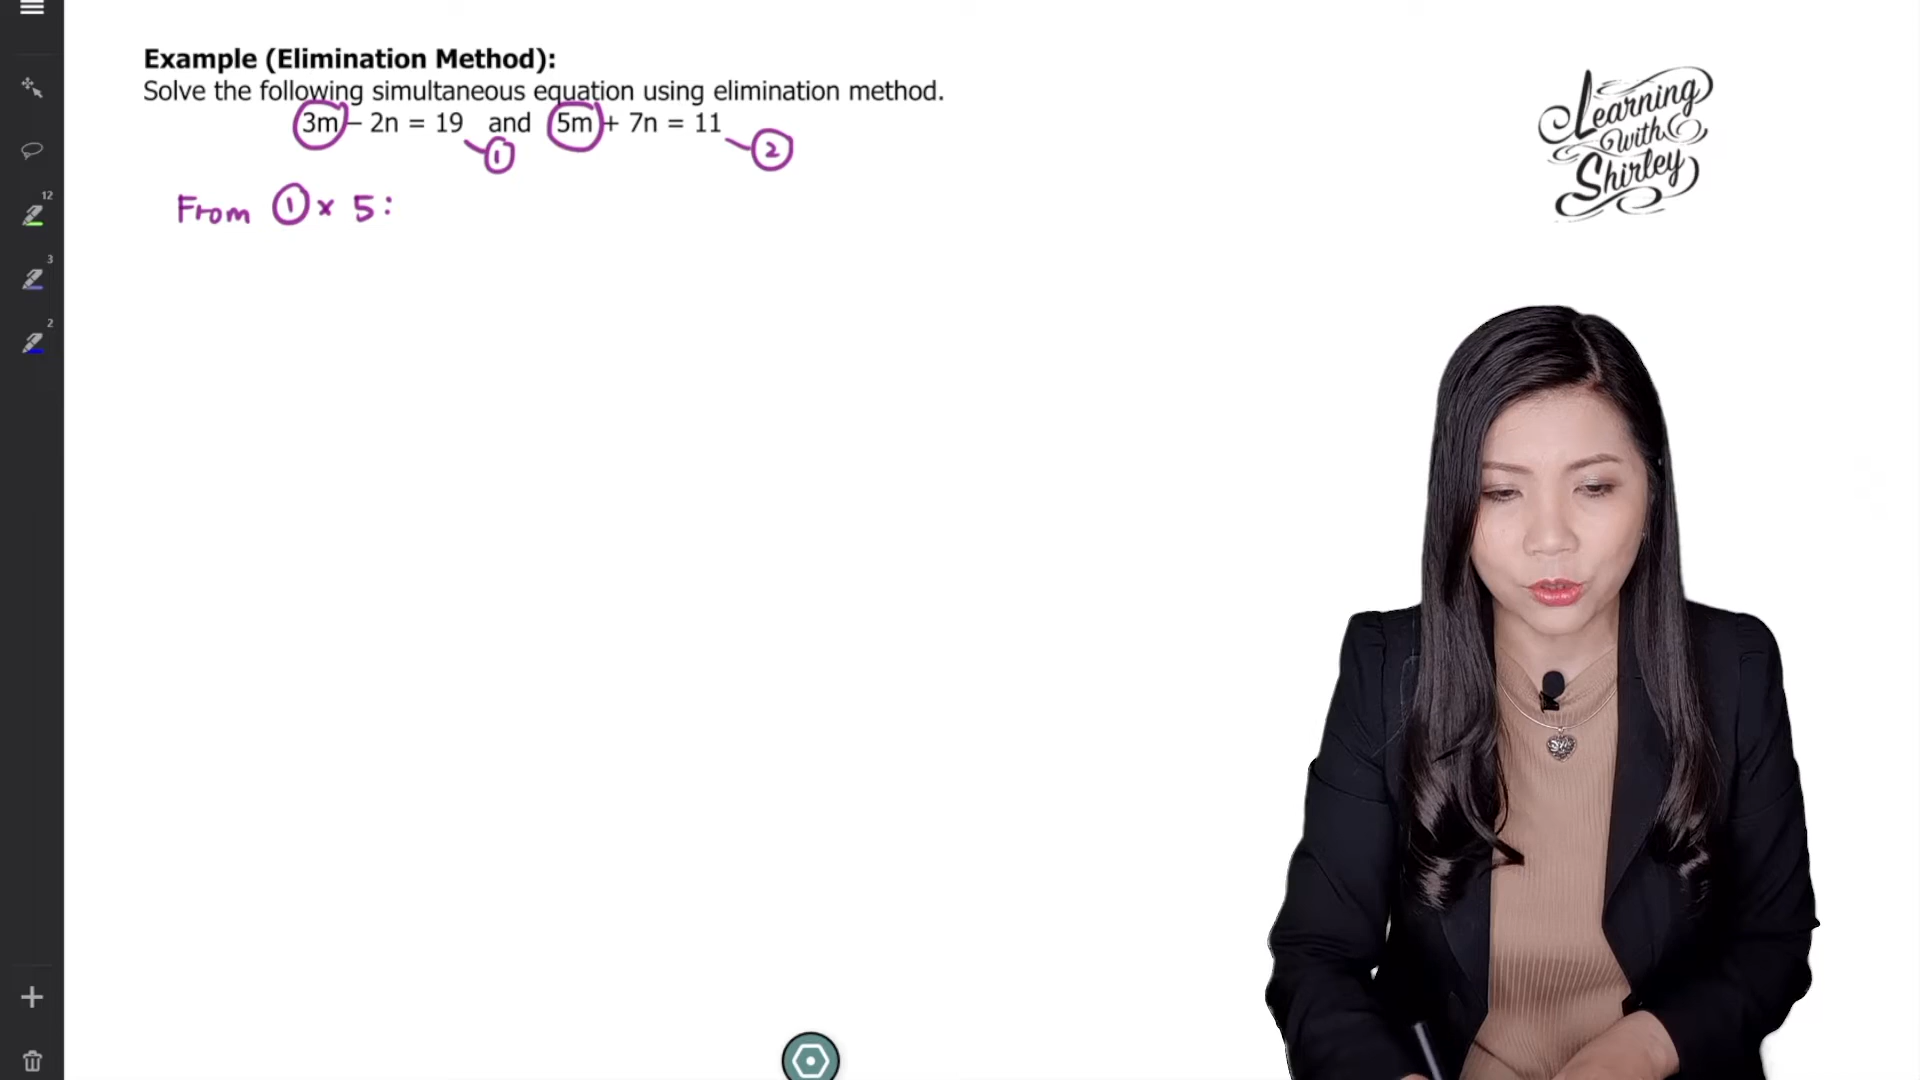 Example (Elimination Method):
Solve the following simultaneous equation using elimination method.
3m – 2n = 19 and 5m + 7n = 11
① ②
From ① × 5:
Learning
with
Shirley
12
3
2